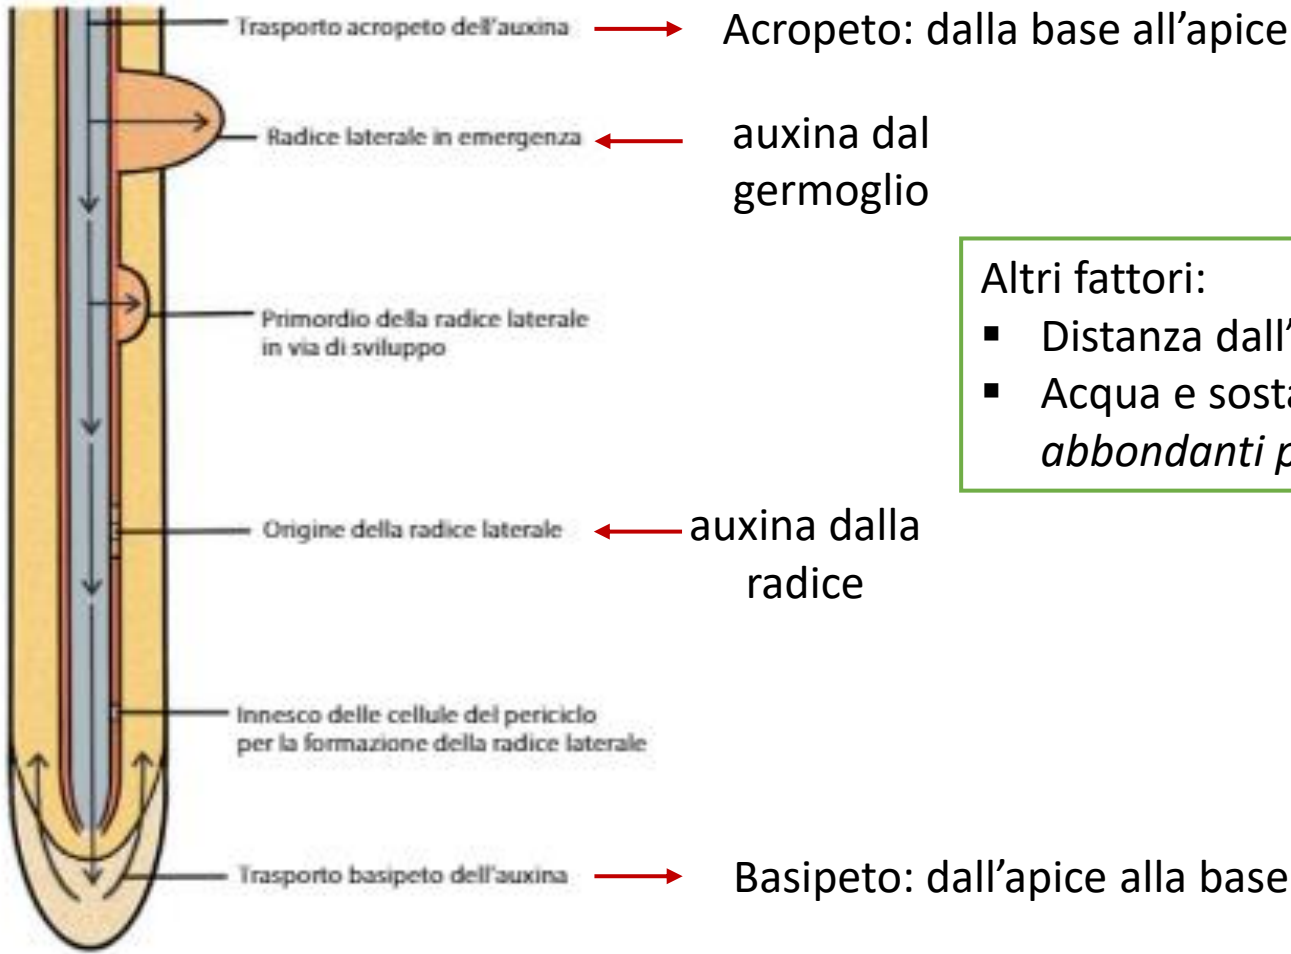 Trasporto acropeto dell'auxina
Acropeto: dalla base all’apice
Radice laterale in emergenza
auxina dal
germoglio
Altri fattori:
▪ Distanza dall’
▪ Acqua e
abbondanti
Primordio della radice laterale
in via di sviluppo
Origine della radice laterale
auxina dalla
radice
Innesco delle cellule del periciclo
per la formazione della radice laterale
Trasporto basipeto dell'auxina
Basipeto: dall’apice alla base